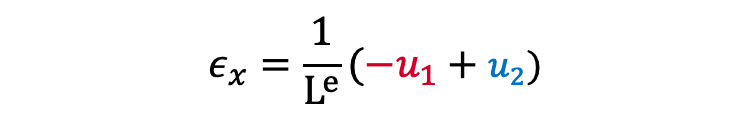 ϵₓ = 1/Lᵉ (−u₁ + u₂)